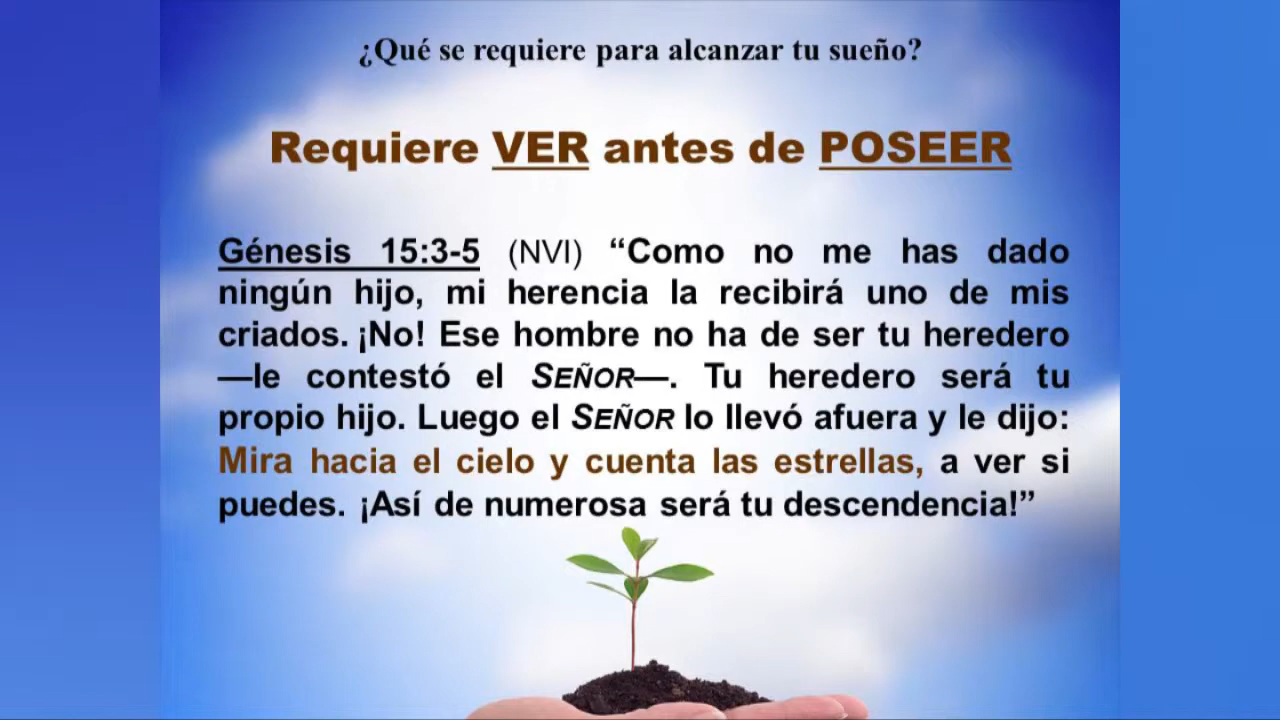 ¿Qué se requiere para alcanzar tu sueño?
Requiere VER antes de POSEER
Génesis 15:3-5 (NVI) “Como no me has dado
ningún hijo, mi herencia la recibirá uno de mis
criados. ¡No! Ese hombre no ha de ser tu heredero
—le contestó el SEÑOR—. Tu heredero será tu
propio hijo. Luego el SEÑOR lo llevó afuera y le dijo:
Mira hacia el cielo y cuenta las estrellas, a ver si
puedes. ¡Así de numerosa será tu descendencia!”